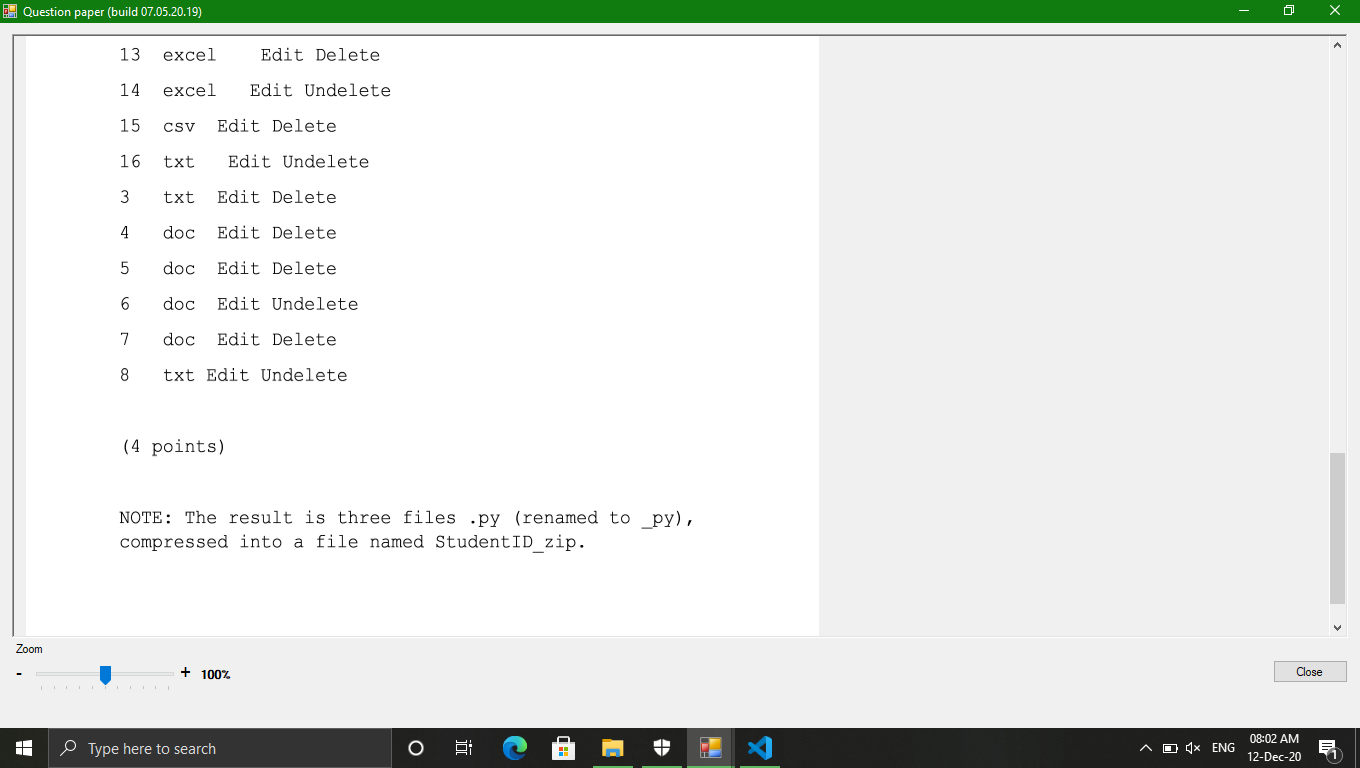 Question paper (build 07.05.20.19)
13 excel Edit Delete
14 excel Edit Undelete
15 csv Edit Delete
16 txt Edit Undelete
3 txt Edit Delete
4 doc Edit Delete
5 doc Edit Delete
6 doc Edit Undelete
7 doc Edit Delete
8 txt Edit Undelete
(4 points)
NOTE: The result is three files .py (renamed to _py),
compressed into a file named StudentID_zip.
Zoom
- + 100%
Close
Type here to search
ENG
08:02 AM
12-Dec-20
1